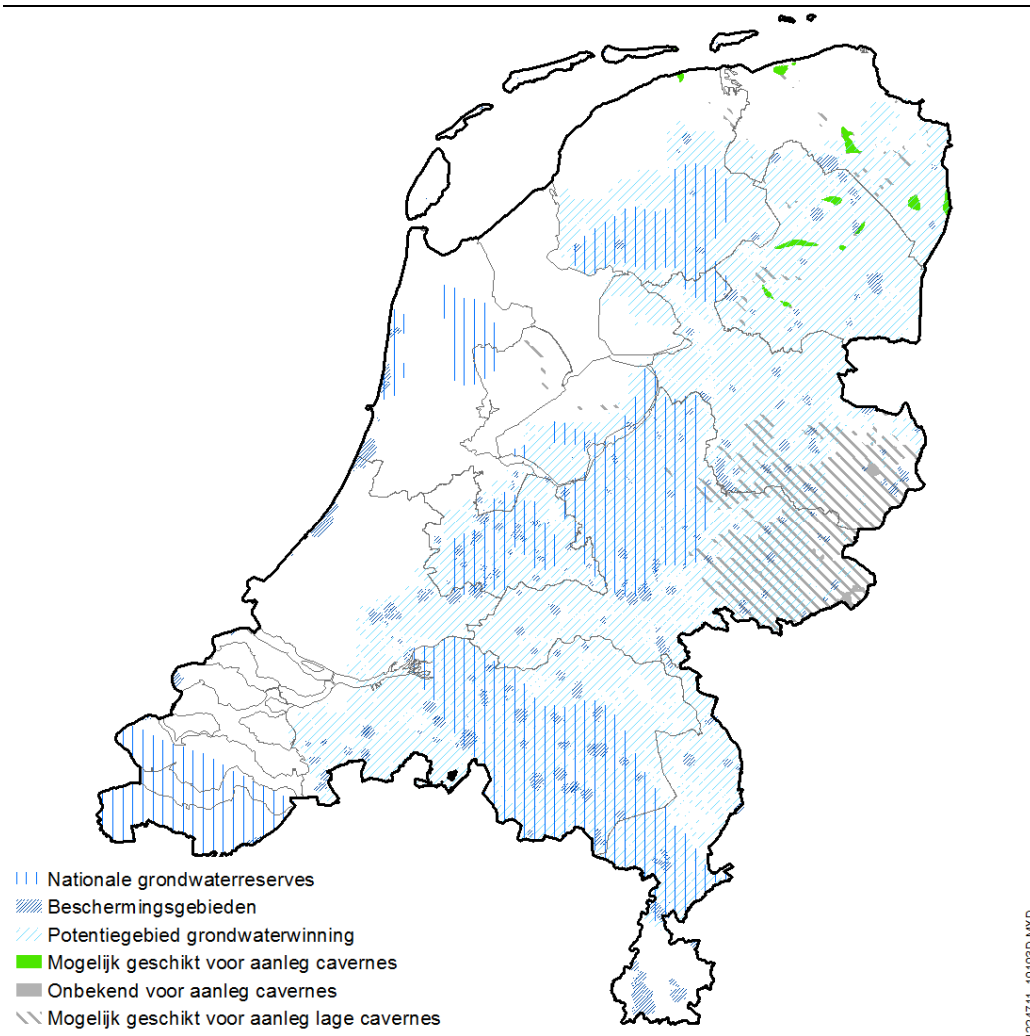 Nationale grondwaterreserves
Beschermingsgebieden
Potentiegebied grondwaterwinning
Mogelijk geschikt voor aanleg cavernes
Onbekend voor aanleg cavernes
Mogelijk geschikt voor aanleg lage cavernes